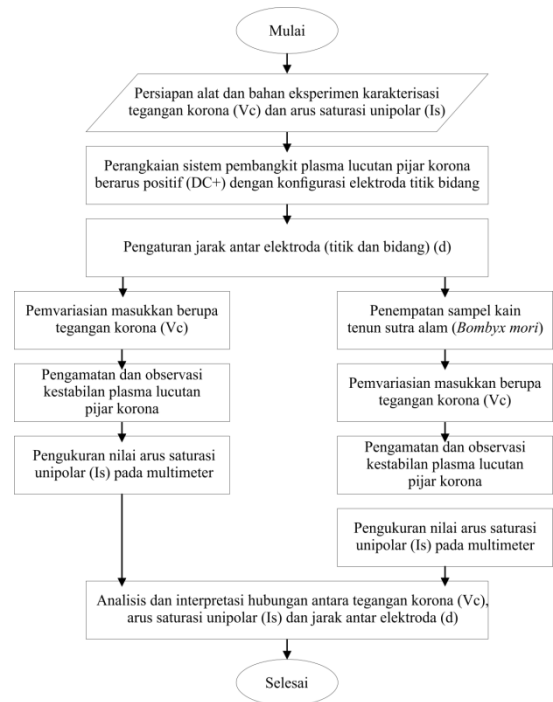 Mulai
Persiapan alat dan bahan eksperimen karakterisasi
tegangan korona (Vc) dan arus saturasi unipolar (Is)
Perangkaian sistem pembangkit plasma lucutan pijar korona
berarus positif (DC+) dengan konfigurasi elektroda titik bidang
Pengaturan jarak antar elektroda (titik dan bidang) (d)
Pemvariasian masukkan berupa
tegangan korona (Vc)
Pengamatan dan observasi
kestabilan plasma lucutan
pijar korona
Pengukuran nilai arus saturasi
unipolar (Is) pada multimeter
Penempatan sampel kain
tenun sutra alam (Bombyx mori)
Pemvariasian masukkan berupa
tegangan korona (Vc)
Pengamatan dan observasi
kestabilan plasma lucutan
pijar korona
Pengukuran nilai arus saturasi
unipolar (Is) pada multimeter
Analisis dan interpretasi hubungan antara tegangan korona (Vc),
arus saturasi unipolar (Is) dan jarak antar elektroda (d)
Selesai